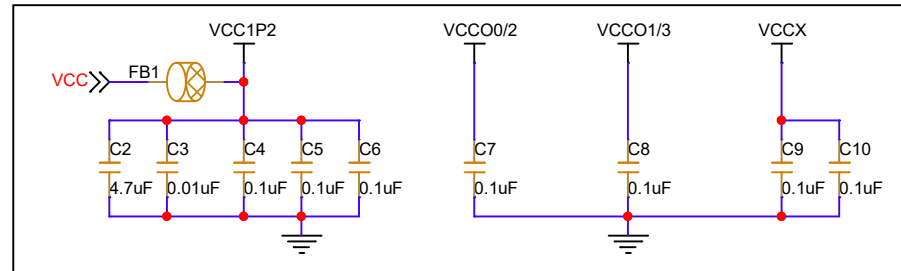 VCC1P2 VCCO0/2 VCCO1/3 VCCX
VCC FB1
C2 C3 C4 C5 C6 C7 C8 C9 C10
4.7uF 0.01uF 0.1uF 0.1uF 0.1uF 0.1uF 0.1uF 0.1uF 0.1uF